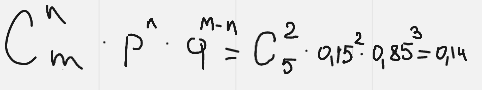 C_m^n · p^n · q^{m-n} = C_5^2 · 0,15^2 · 0,85^3 = 0,14